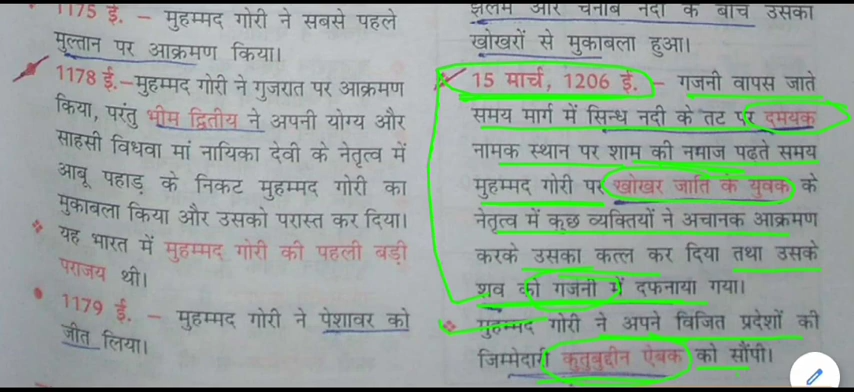 1175 ई. – मुहम्मद गोरी ने सबसे पहले
मुल्तान पर आक्रमण किया।
1178 ई.–मुहम्मद गोरी ने गुजरात पर आक्रमण
किया, परंतु भीम द्वितीय ने अपनी योग्य और
साहसी विधवा मां नायिका देवी के नेतृत्व में
आबू पहाड़ के निकट मुहम्मद गोरी का
मुकाबला किया और उसको परास्त कर दिया।
यह भारत में मुहम्मद गोरी की पहली बड़ी
पराजय थी।
1179 ई. – मुहम्मद गोरी ने पेशावर को
जीत लिया।
झेलम और चेनाब नदी के बीच उसका
खोखरों से मुकाबला हुआ।
15 मार्च, 1206 ई. – गजनी वापस जाते
समय मार्ग में सिन्ध नदी के तट पर दमयक
नामक स्थान पर शाम की नमाज पढ़ते समय
मुहम्मद गोरी पर खोखर जाति के युवक के
नेतृत्व में कुछ व्यक्तियों ने अचानक आक्रमण
करके उसका कत्ल कर दिया तथा उसके
शव को गजनी में दफनाया गया।
मुहम्मद गोरी ने अपने विजित प्रदेशों की
जिम्मेदारी कुतुबुद्दीन ऐबक को सौंपी।